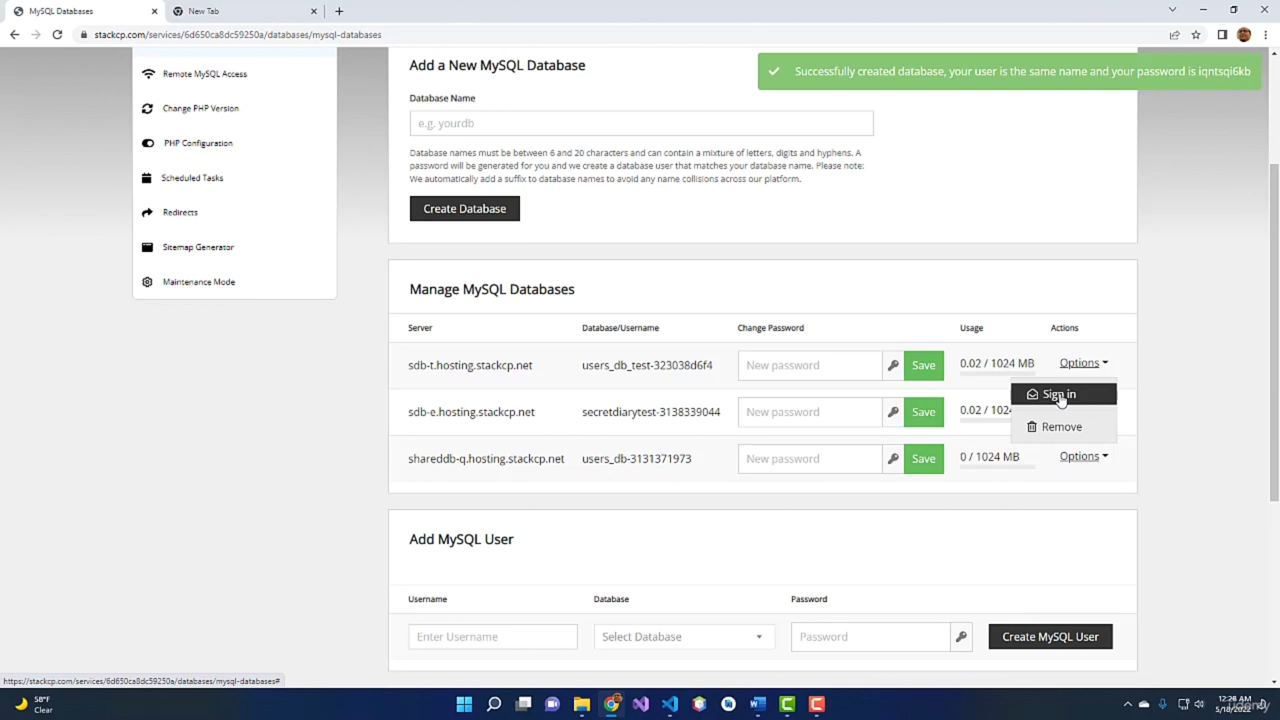 MySQL Databases
New Tab
stackcp.com/services/6d650ca8dc59250a/databases/mysql-databases
Successfully created database, your user is the same name and your password is iqntsqi6kb
Remote MySQL Access
Change PHP Version
PHP Configuration
Scheduled Tasks
Redirects
Sitemap Generator
Maintenance Mode
Add a New MySQL Database
Database Name
e.g. yourdb
Database names must be between 6 and 20 characters and can contain a mixture of letters, digits and hyphens. A
password will be generated for you and we create a database user that matches your database name. Please note:
We automatically add a suffix to database names to avoid any name collisions across our platform.
Create Database
Manage MySQL Databases
Server Database/Username Change Password Usage Actions
sdb-t.hosting.stackcp.net users_db_test-323038d6f4 New password Save 0.02 / 1024 MB Options
Sign in
sdb-e.hosting.stackcp.net secretdiarytest-3138339044 New password Save 0.02 / 102
Remove
shareddb-q.hosting.stackcp.net users_db-3131371973 New password Save 0 / 1024 MB Options
Add MySQL User
Username Database Password
Enter Username Select Database Password Create MySQL User
https://stackcp.com/services/6d650ca8dc59250a/databases/mysql-databases#
58°F
Clear
5/18/2022
Udemy